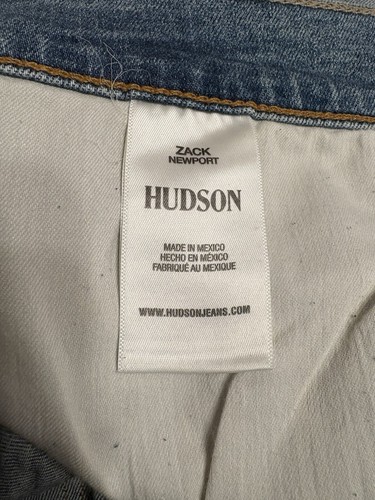 ZACK
NEWPORT
HUDSON
MADE IN MEXICO
HECHO EN MÉXICO
FABRIQUÉ AU MEXIQUE
WWW.HUDSONJEANS.COM